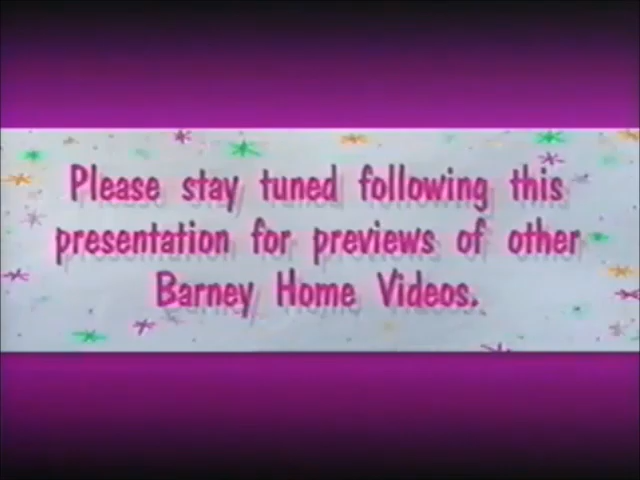 Please stay tuned following this
presentation for previews of other
Barney Home Videos.